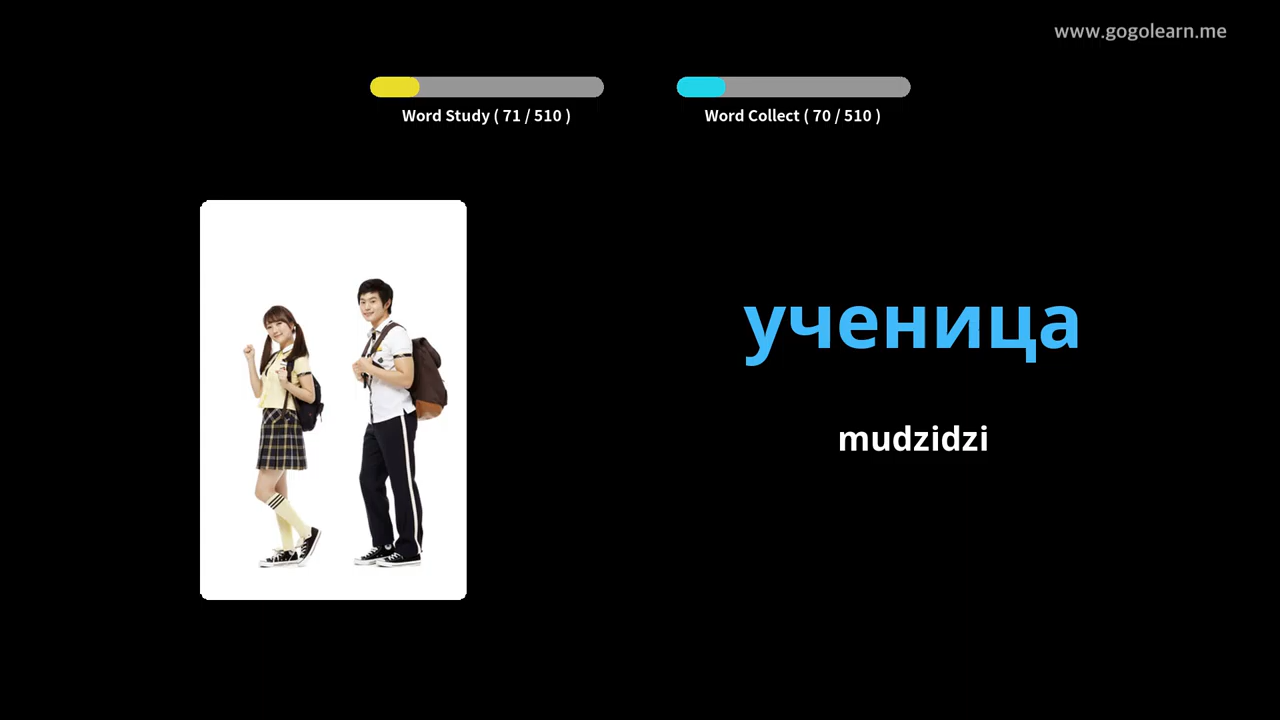 www.gogolearn.me
Word Study ( 71 / 510 )
Word Collect ( 70 / 510 )
ученица
mudzidzi